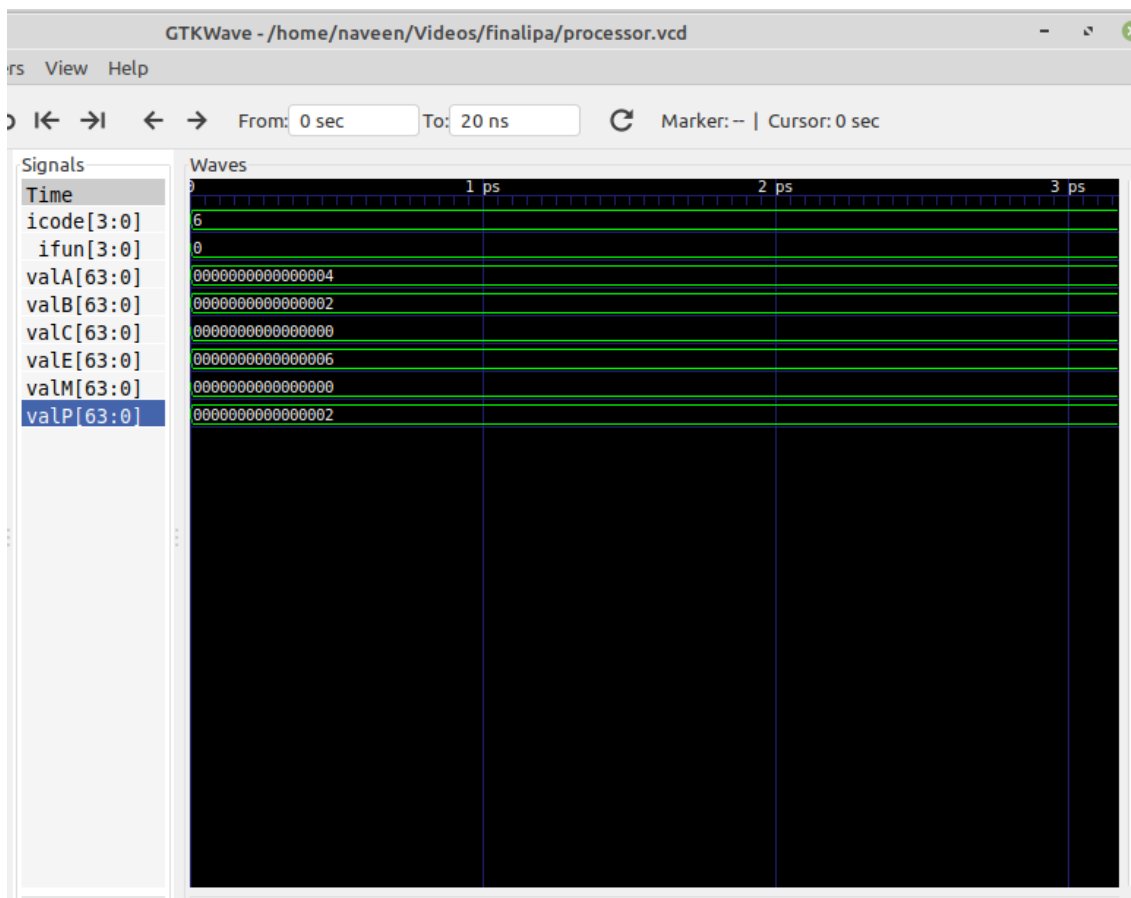 GTKWave - /home/naveen/Videos/finalipa/processor.vcd
rs View Help
From: 0 sec To: 20 ns Marker: -- | Cursor: 0 sec
Signals Waves
Time 0 1 ps 2 ps 3 ps
icode[3:0] 6
ifun[3:0] 0
valA[63:0] 0000000000000004
valB[63:0] 0000000000000002
valC[63:0] 0000000000000000
valE[63:0] 0000000000000006
valM[63:0] 0000000000000000
valP[63:0] 0000000000000002